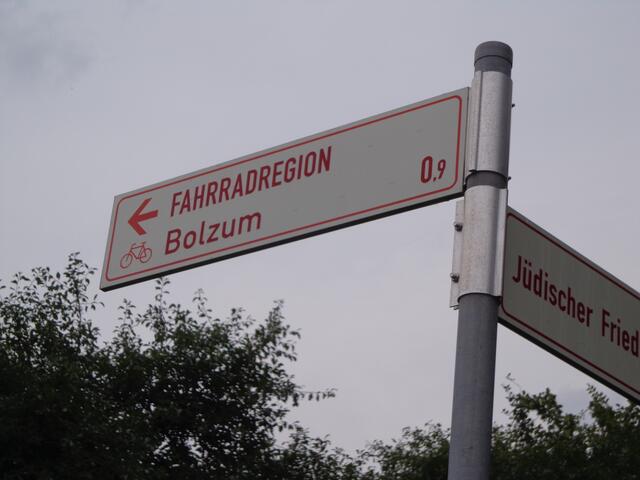 FAHRRADREGION
Bolzum
0,9
Jüdischer Fried